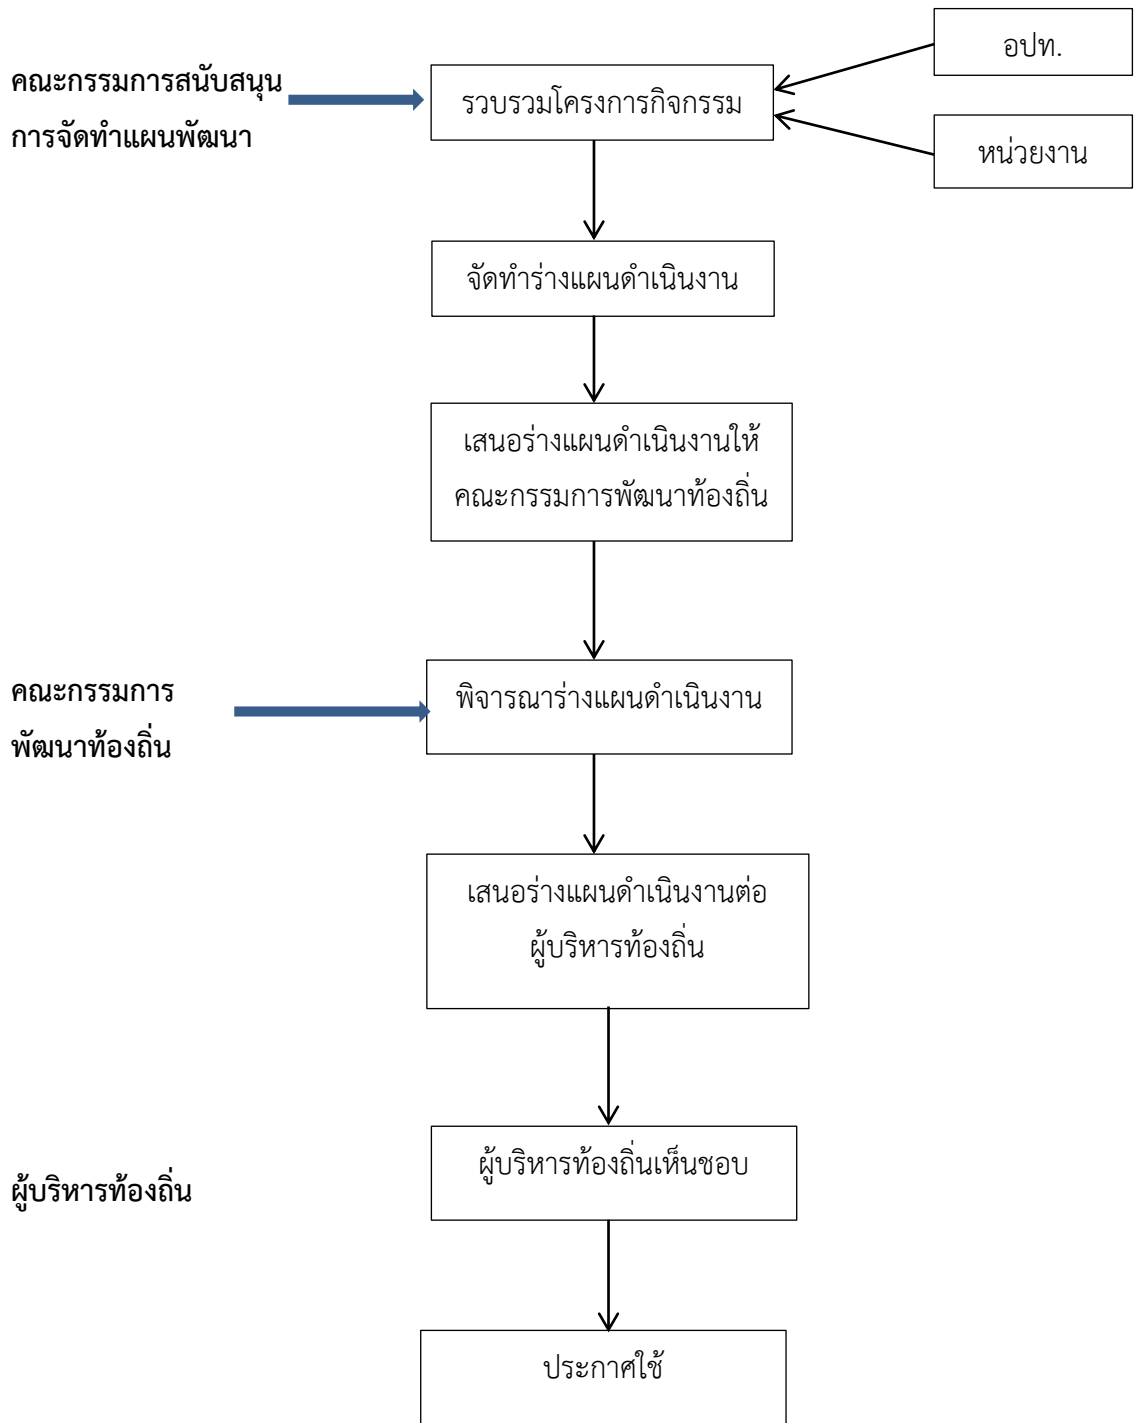 อปท.
คณะกรรมการสนับสนุน
การจัดทำแผนพัฒนา
รวบรวมโครงการกิจกรรม
หน่วยงาน
จัดทำร่างแผนดำเนินงาน
เสนอร่างแผนดำเนินงานให้
คณะกรรมการพัฒนาท้องถิ่น
คณะกรรมการ
พัฒนาท้องถิ่น
พิจารณาร่างแผนดำเนินงาน
เสนอร่างแผนดำเนินงานต่อ
ผู้บริหารท้องถิ่น
ผู้บริหารท้องถิ่น
ผู้บริหารท้องถิ่นเห็นชอบ
ประกาศใช้